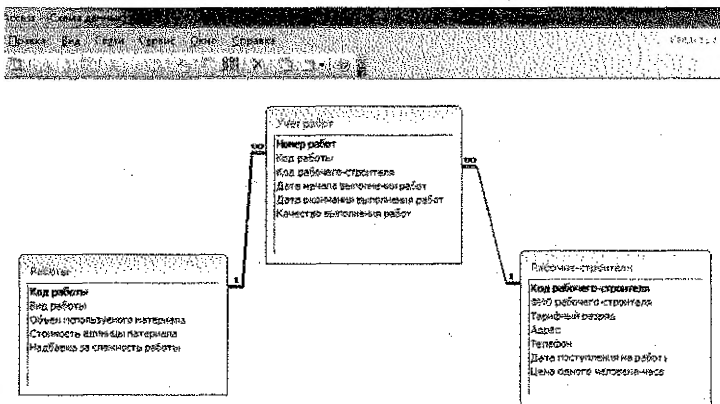 Access Схема данных
Правка Вид Связи Сервис Окно Справка
Учет работ
Номер работ
Код работы
Код рабочего-строителя
Дата начала выполнения работ
Дата окончания выполнения работ
Качество выполнения работ
∞
∞
Работы
1
Код работы
Вид работы
Объем используемого материала
Стоимость единицы материала
Надбавка за сложность работы
Рабочие-строители
1
Код рабочего-строителя
ФИО рабочего-строителя
Тарифный разряд
Адрес
Телефон
Дата поступления на работу
Цена одного человека-часа